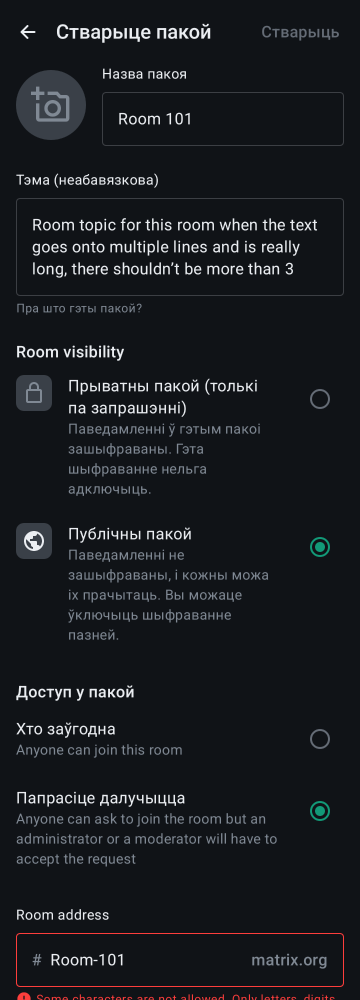 Стварыце пакой
Стварыць
Назва пакоя
Room 101
Тэма (неабавязкова)
Room topic for this room when the text
goes onto multiple lines and is really
long, there shouldn’t be more than 3
Пра што гэты пакой?
Room visibility
Прыватны пакой (толькі
па запрашэнні)
Паведамленні ў гэтым пакоі
зашыфраваны. Гэта
шыфраванне нельга
адключыць.
Публічны пакой
Паведамленні не
зашыфраваны, і кожны можа
іх прачытаць. Вы можаце
ўключыць шыфраванне
пазней.
Доступ у пакой
Хто заўгодна
Anyone can join this room
Папрасіце далучыцца
Anyone can ask to join the room but an
administrator or a moderator will have to
accept the request
Room address
# Room-101 matrix.org
Some characters are not allowed. Only letters, digits